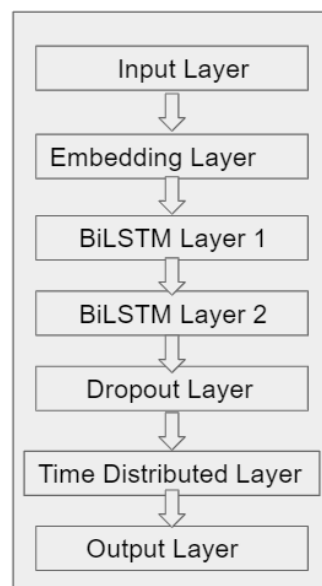 Input Layer
Embedding Layer
BiLSTM Layer 1
BiLSTM Layer 2
Dropout Layer
Time Distributed Layer
Output Layer